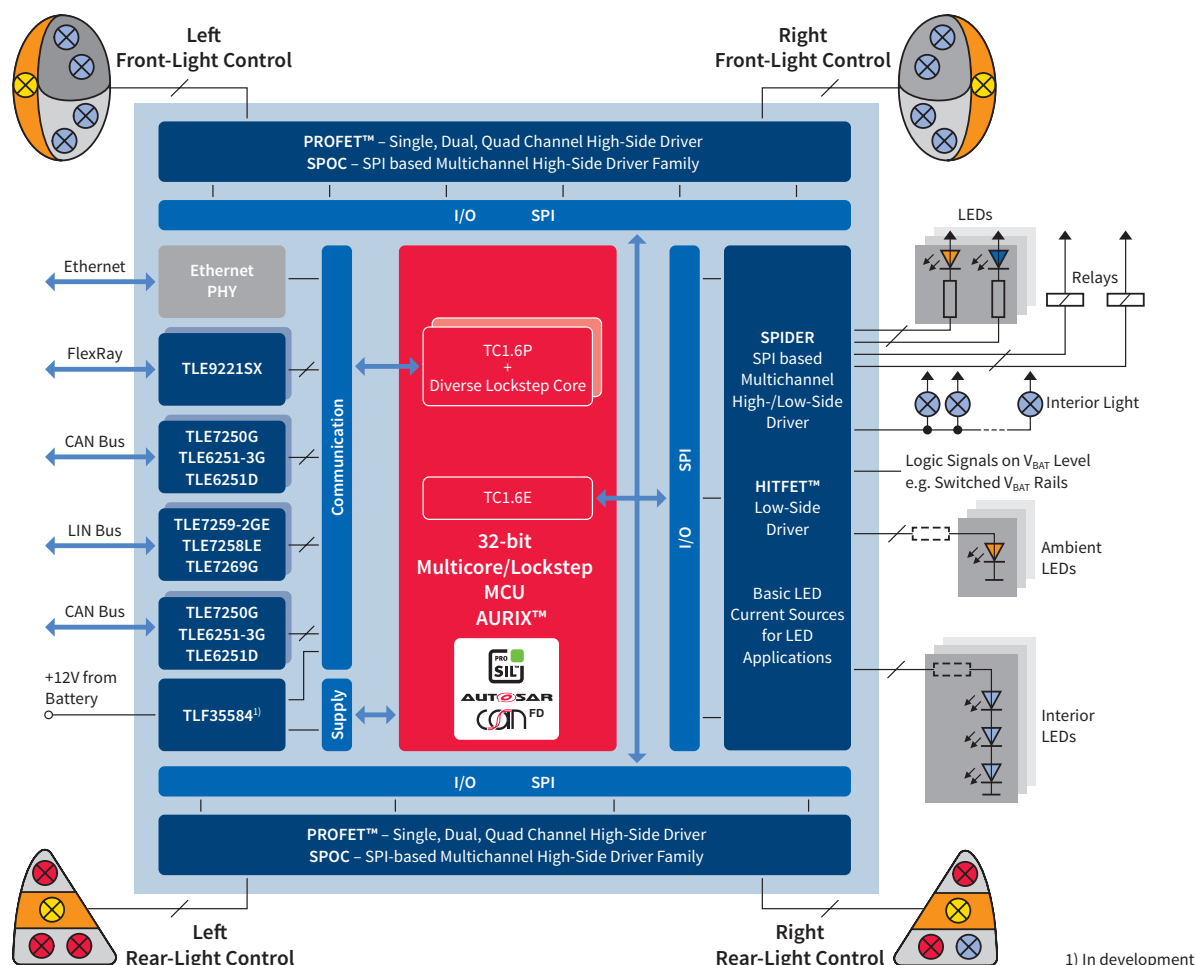 Left
Front-Light Control
Right
Front-Light Control
PROFET™ – Single, Dual, Quad Channel High-Side Driver
SPOC – SPI based Multichannel High-Side Driver Family
I/O SPI
Ethernet
Ethernet
PHY
FlexRay
TLE9221SX
CAN Bus
TLE7250G
TLE6251-3G
TLE6251D
LIN Bus
TLE7259-2GE
TLE7258LE
TLE7269G
CAN Bus
TLE7250G
TLE6251-3G
TLE6251D
+12V from
Battery
TLF35584¹⁾
Communication
Supply
TC1.6P
+
Diverse Lockstep Core
TC1.6E
32-bit
Multicore/Lockstep
MCU
AURIX™
PRO
SIL™
AUTOSAR
CAN FD
I/O SPI
SPIDER
SPI based
Multichannel
High-/Low-Side
Driver
HITFET™
Low-Side
Driver
Basic LED
Current Sources
for LED
Applications
LEDs
Relays
Interior Light
Logic Signals on V_BAT Level
e.g. Switched V_BAT Rails
Ambient
LEDs
Interior
LEDs
I/O SPI
PROFET™ – Single, Dual, Quad Channel High-Side Driver
SPOC – SPI-based Multichannel High-Side Driver Family
Left
Rear-Light Control
Right
Rear-Light Control
1) In development